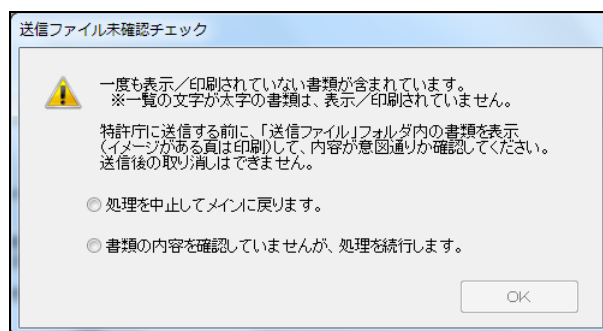 送信ファイル未確認チェック
一度も表示／印刷されていない書類が含まれています。
※一覧の文字が太字の書類は、表示／印刷されていません。
特許庁に送信する前に、「送信ファイル」フォルダ内の書類を表示
（イメージがある頁は印刷）して、内容が意図通りか確認してください。
送信後の取り消しはできません。
処理を中止してメインに戻ります。
書類の内容を確認していませんが、処理を続行します。
OK